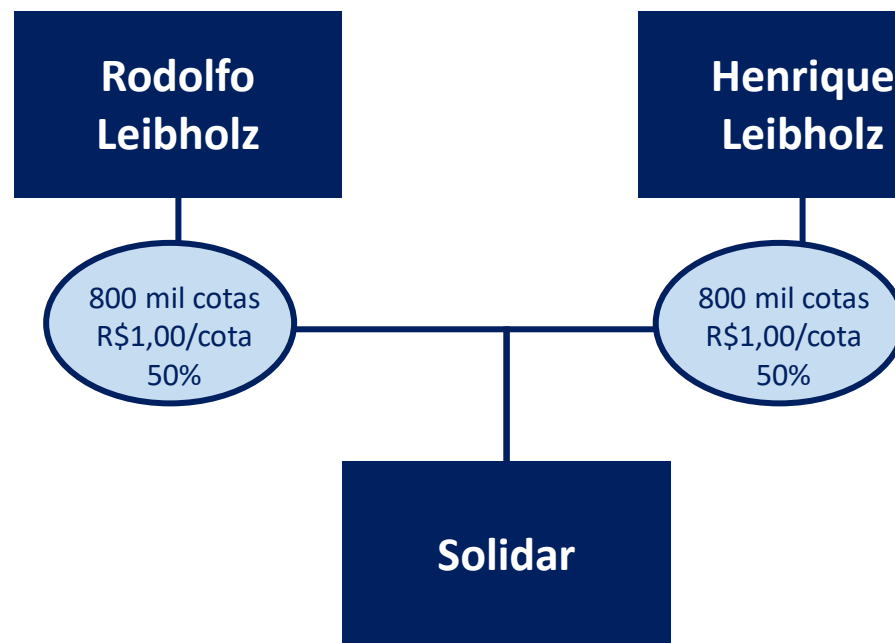 Rodolfo
Leibholz
Henrique
Leibholz
800 mil cotas
R$1,00/cota
50%
800 mil cotas
R$1,00/cota
50%
Solidar